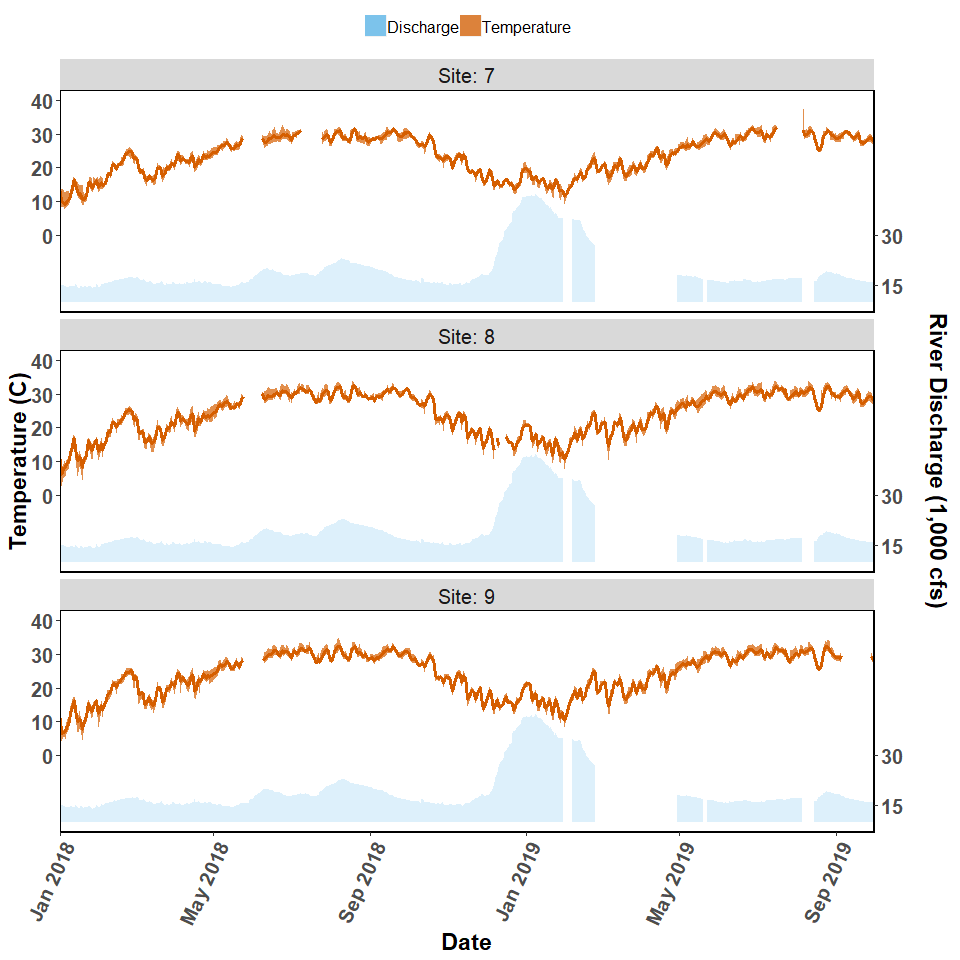 Discharge Temperature
Site: 7
40
30
20
10
0
30
15
Site: 8
40
30
20
10
0
30
15
Site: 9
40
30
20
10
0
30
15
Temperature (C)
River Discharge (1,000 cfs)
Jan 2018
May 2018
Sep 2018
Jan 2019
May 2019
Sep 2019
Date